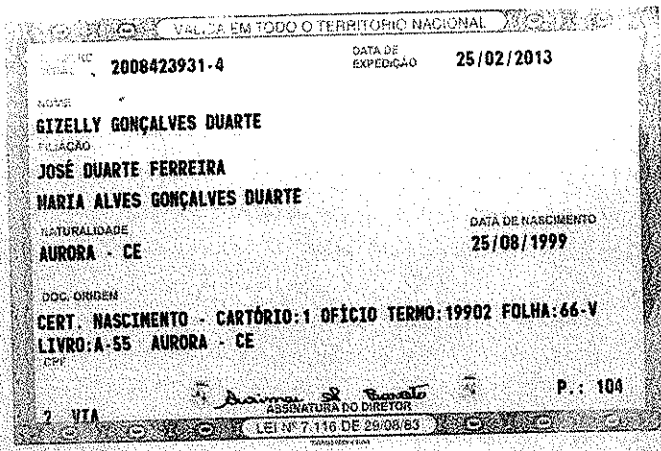 VÁLIDA EM TODO O TERRITÓRIO NACIONAL
2008423931-4 DATA DE EXPEDIÇÃO 25/02/2013
NOME
GIZELLY GONÇALVES DUARTE
FILIAÇÃO
JOSÉ DUARTE FERREIRA
MARIA ALVES GONÇALVES DUARTE
NATURALIDADE DATA DE NASCIMENTO
AURORA - CE 25/08/1999
DOC. ORIGEM
CERT. NASCIMENTO - CARTÓRIO:1 OFÍCIO TERMO:19902 FOLHA:66-V
LIVRO:A-55 AURORA - CE
CPF
P.: 104
2 VIA ASSINATURA DO DIRETOR
LEI Nº 7.116 DE 29/08/83